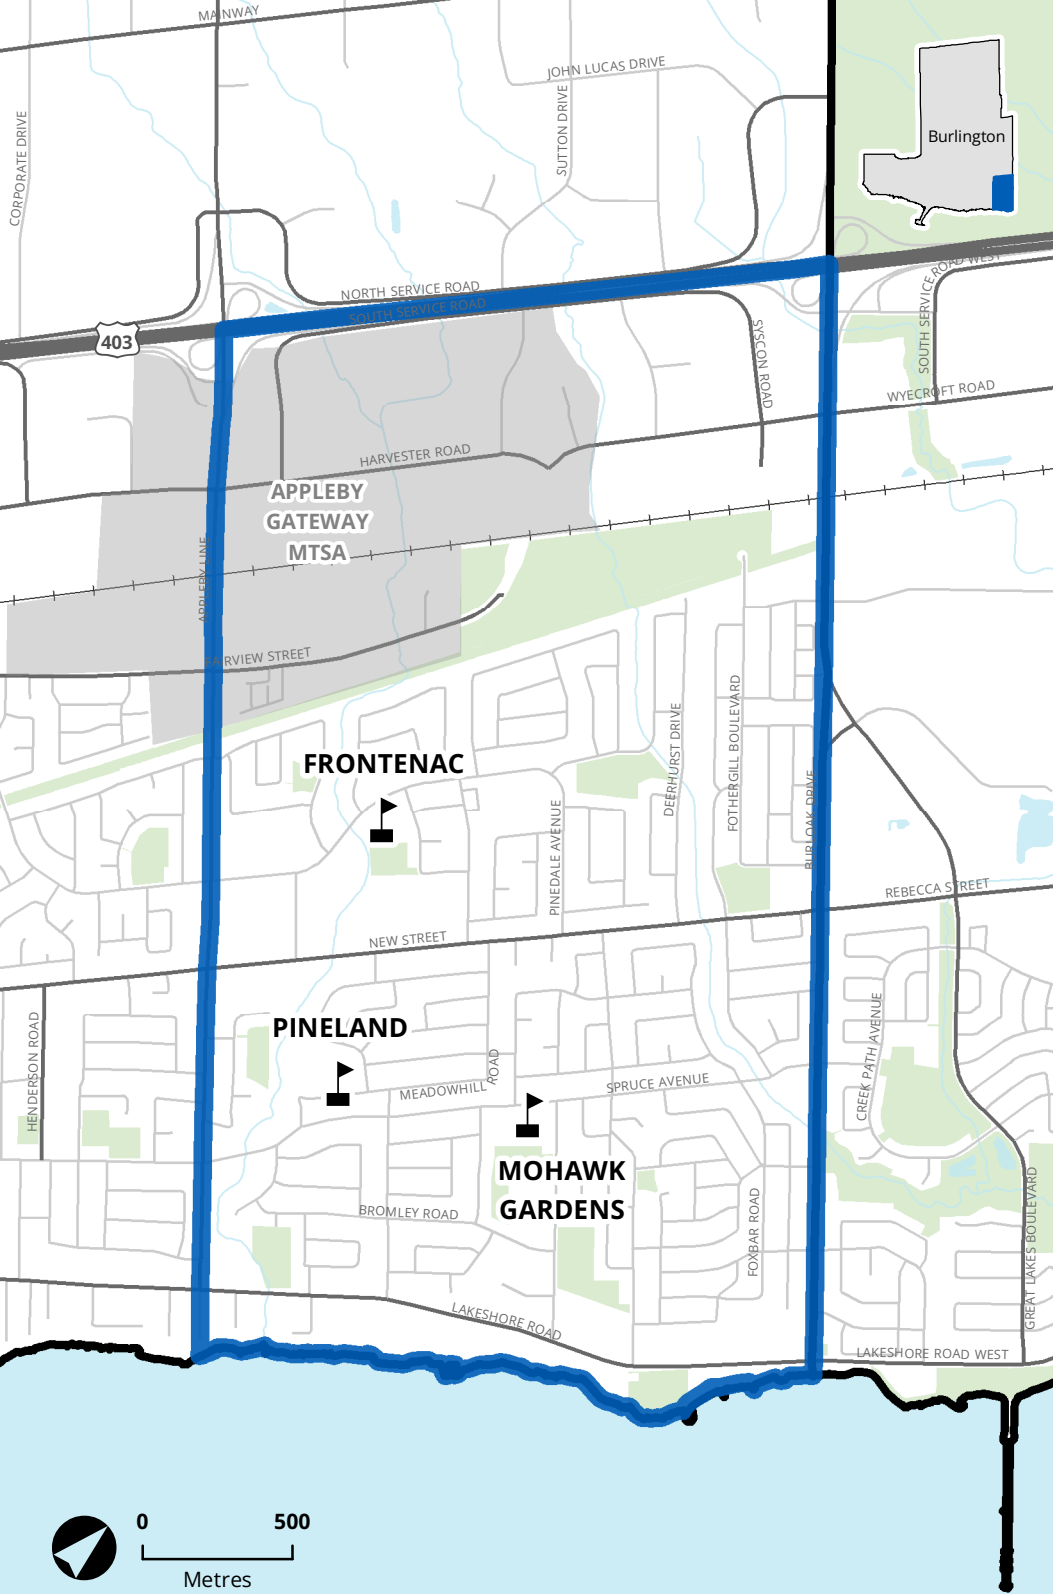 MAINWAY
JOHN LUCAS DRIVE
CORPORATE DRIVE
SUTTON DRIVE
Burlington
NORTH SERVICE ROAD
SOUTH SERVICE ROAD
SOUTH SERVICE ROAD WEST
403
SYSCON ROAD
WYECROFT ROAD
HARVESTER ROAD
APPLEBY
GATEWAY
MTSA
APPLEBY LINE
FAIRVIEW STREET
FRONTENAC
DEERHURST DRIVE
FOTHERGILL BOULEVARD
BURLOAK DRIVE
PINEDALE AVENUE
REBECCA STREET
NEW STREET
PINELAND
HENDERSON ROAD
MEADOWHILL ROAD
SPRUCE AVENUE
CREEK PATH AVENUE
MOHAWK
GARDENS
BROMLEY ROAD
FOXBAR ROAD
GREAT LAKES BOULEVARD
LAKESHORE ROAD
LAKESHORE ROAD WEST
0 500
Metres